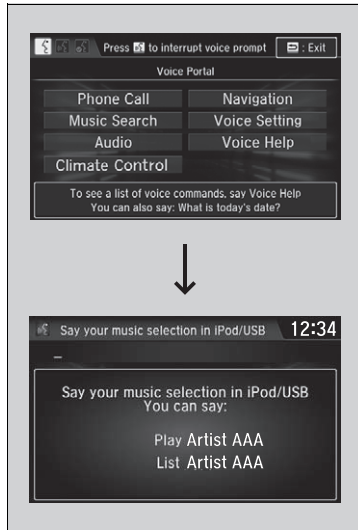 Press to interrupt voice prompt : Exit
Voice Portal
Phone Call Navigation
Music Search Voice Setting
Audio Voice Help
Climate Control
To see a list of voice commands, say Voice Help
You can also say: What is today's date?
Say your music selection in iPod/USB 12:34
Say your music selection in iPod/USB
You can say:
Play Artist AAA
List Artist AAA